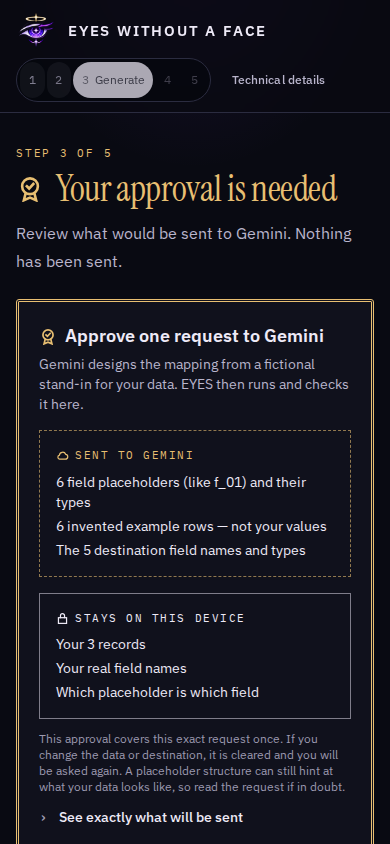 EYES WITHOUT A FACE
1 2 3 Generate 4 5 Technical details
STEP 3 OF 5
Your approval is needed
Review what would be sent to Gemini. Nothing
has been sent.
Approve one request to Gemini
Gemini designs the mapping from a fictional
stand-in for your data. EYES then runs and checks
it here.
SENT TO GEMINI
6 field placeholders (like f_01) and their
types
6 invented example rows — not your values
The 5 destination field names and types
STAYS ON THIS DEVICE
Your 3 records
Your real field names
Which placeholder is which field
This approval covers this exact request once. If you
change the data or destination, it is cleared and you will
be asked again. A placeholder structure can still hint at
what your data looks like, so read the request if in doubt.
› See exactly what will be sent